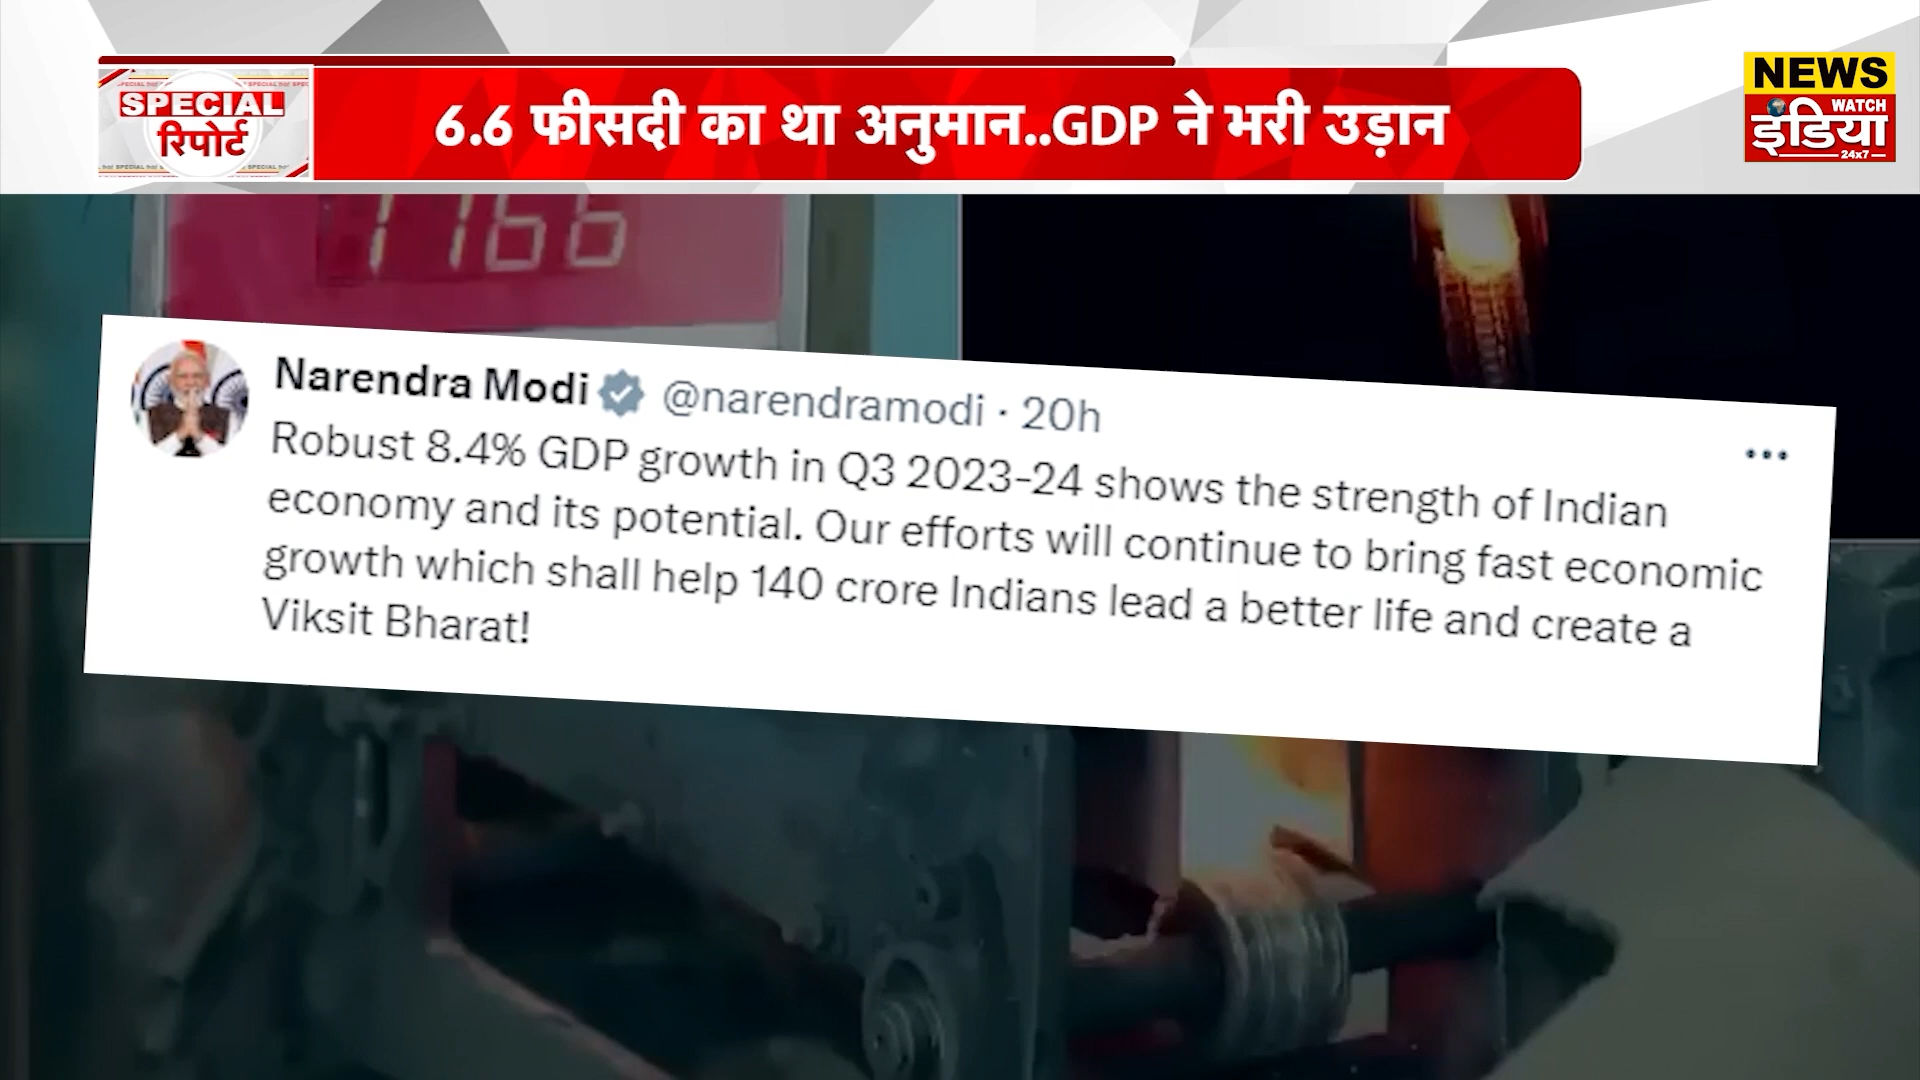 SPECIAL
रिपोर्ट
6.6 फीसदी का था अनुमान..GDP ने भरी उड़ान
NEWS
WATCH
इंडिया
24x7
1166
Narendra Modi @narendramodi · 20h
Robust 8.4% GDP growth in Q3 2023-24 shows the strength of Indian
economy and its potential. Our efforts will continue to bring fast economic
growth which shall help 140 crore Indians lead a better life and create a
Viksit Bharat!